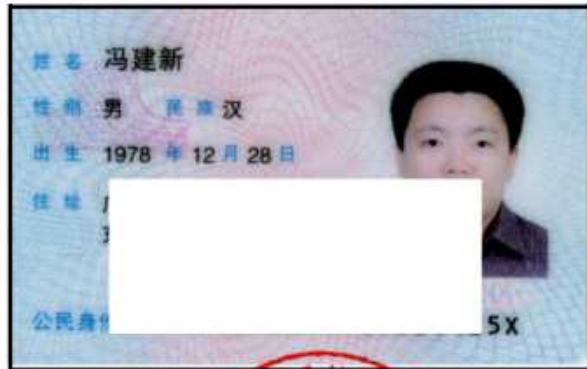 姓名 冯建新
性别 男 民族 汉
出生 1978 年 12 月 28 日
住址
公民身
5X